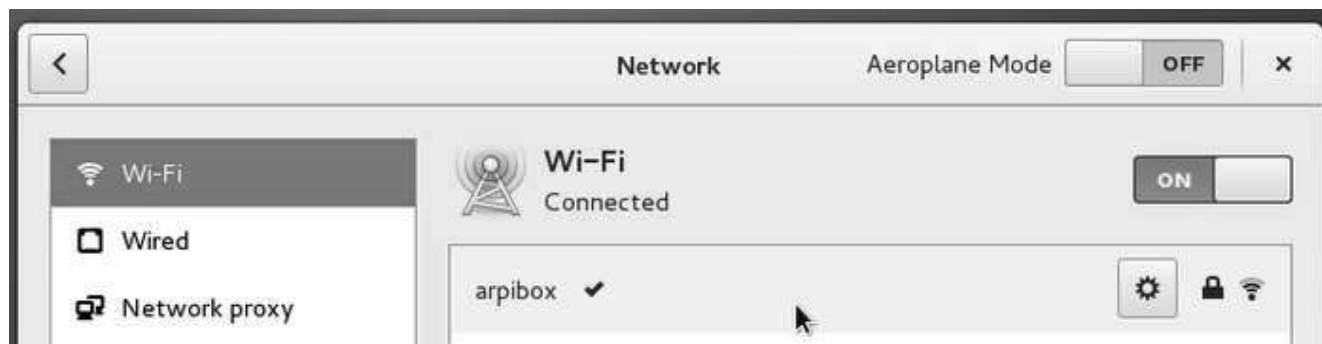 Network Aeroplane Mode OFF
Wi-Fi
Wi-Fi
ON
Connected
Wired
arpibox
Network proxy